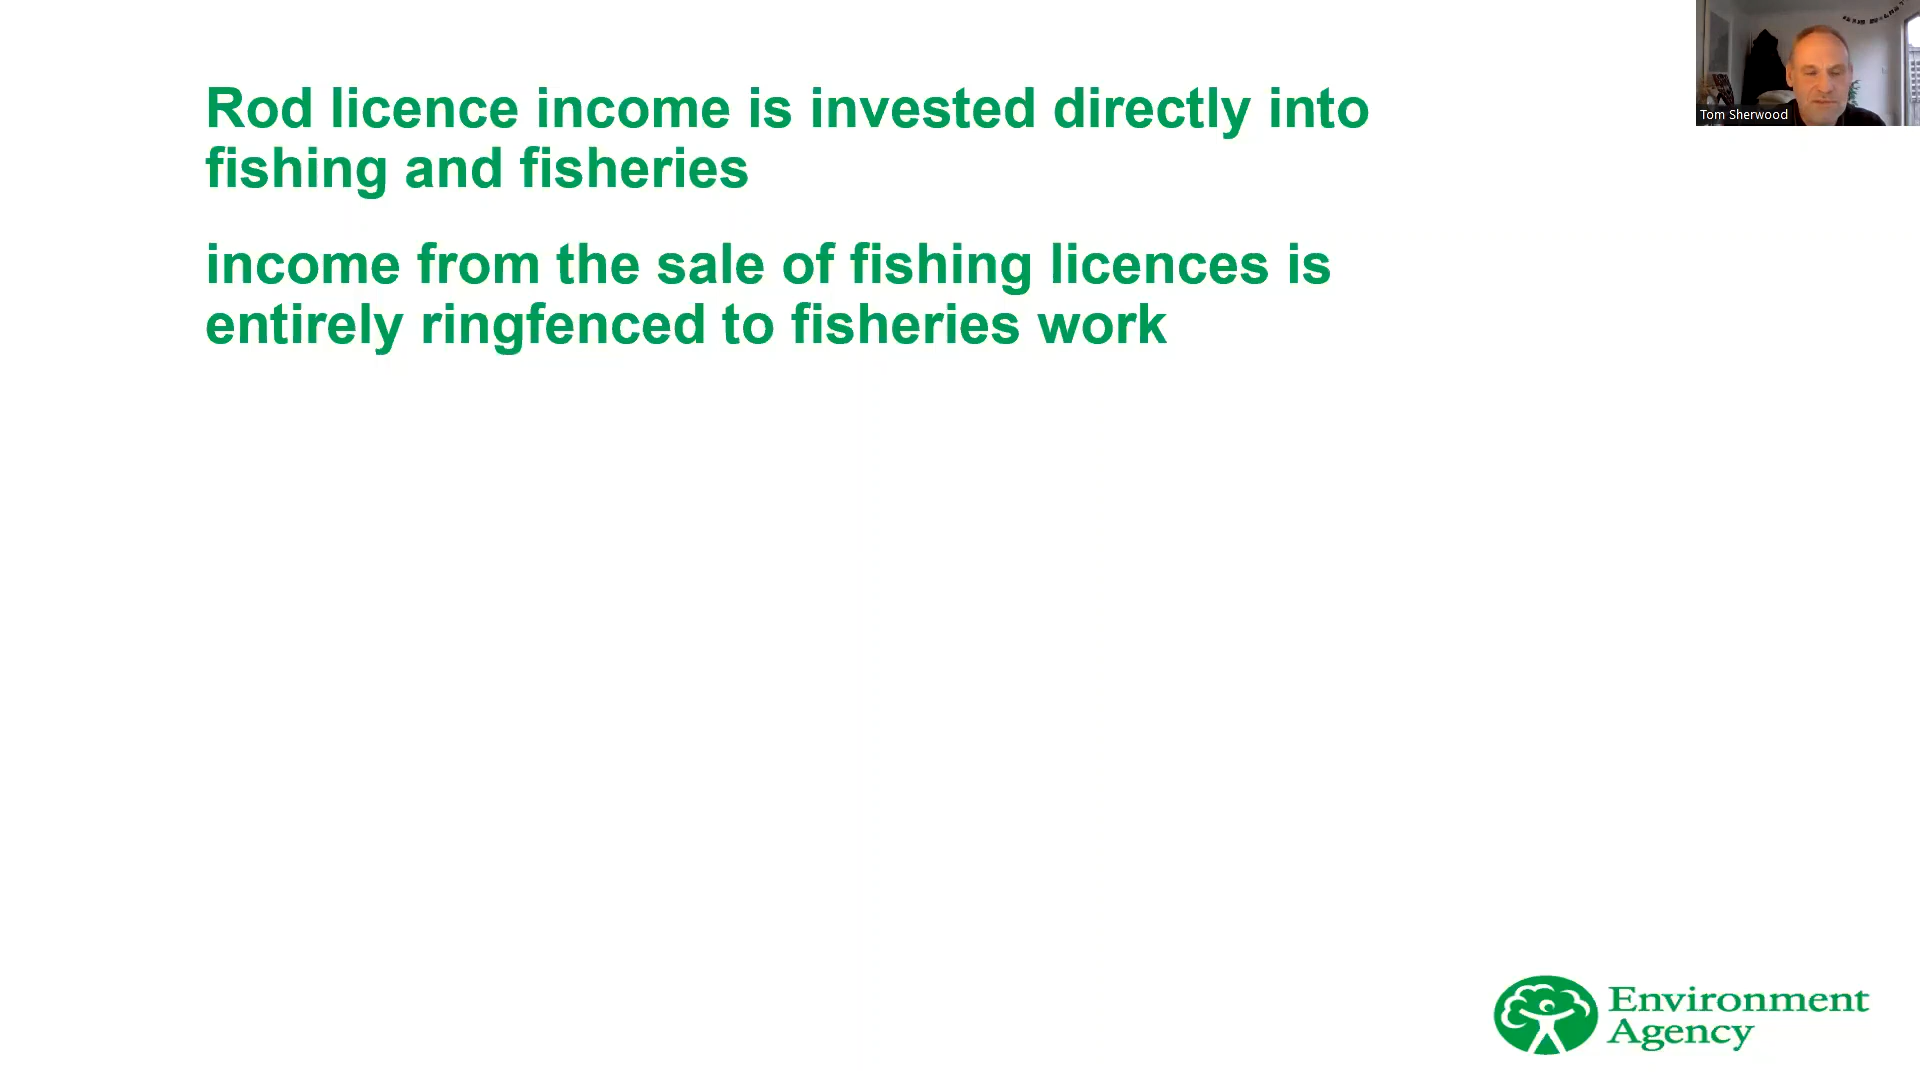 Rod licence income is invested directly into
fishing and fisheries
income from the sale of fishing licences is
entirely ringfenced to fisheries work
Tom Sherwood
Environment
Agency